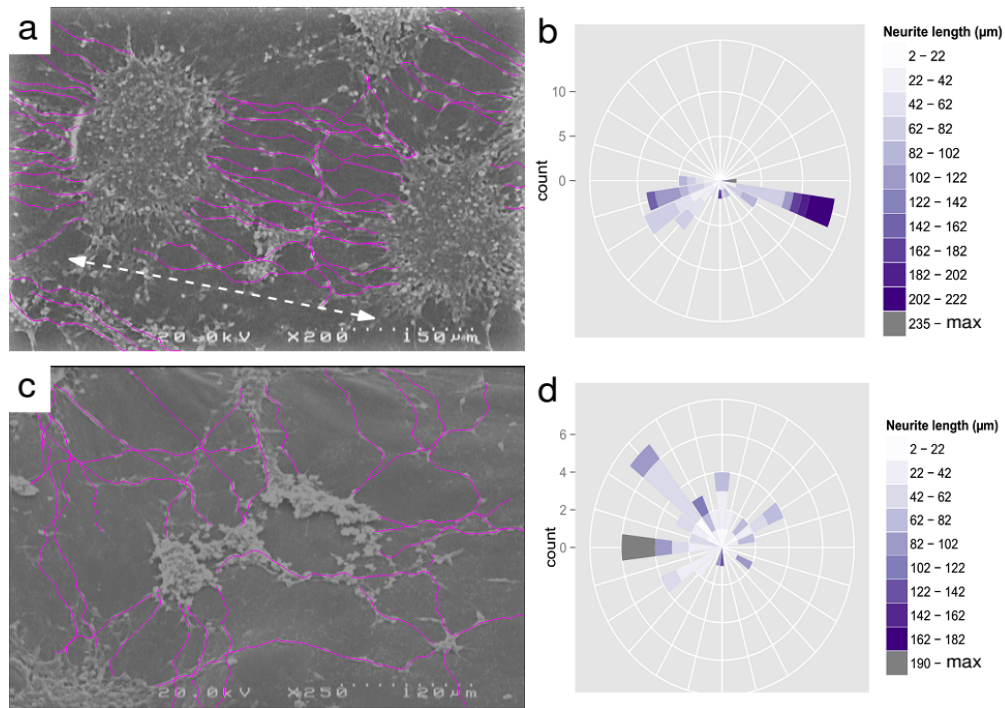 a
20.0kV X200 150μm
b
count
10
5
0
Neurite length (μm)
2 – 22
22 – 42
42 – 62
62 – 82
82 – 102
102 – 122
122 – 142
142 – 162
162 – 182
182 – 202
202 – 222
235 – max
c
20.0kV X250 120μm
d
count
6
4
2
0
Neurite length (μm)
2 – 22
22 – 42
42 – 62
62 – 82
82 – 102
102 – 122
122 – 142
142 – 162
162 – 182
190 – max